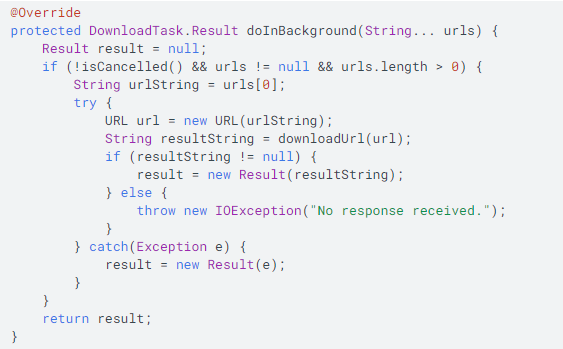 @Override
protected DownloadTask.Result doInBackground(String... urls) {
    Result result = null;
    if (!isCancelled() && urls != null && urls.length > 0) {
        String urlString = urls[0];
        try {
            URL url = new URL(urlString);
            String resultString = downloadUrl(url);
            if (resultString != null) {
                result = new Result(resultString);
            } else {
                throw new IOException("No response received.");
            }
        } catch(Exception e) {
            result = new Result(e);
        }
    }
    return result;
}